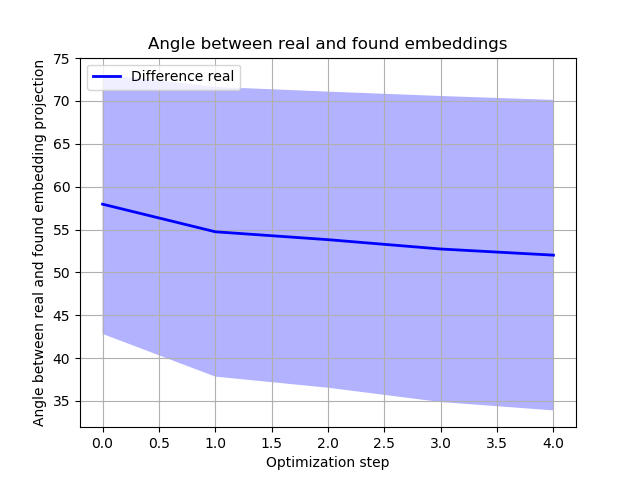 Angle between real and found embeddings
Difference real
Angle between real and found embedding projection
75
70
65
60
55
50
45
40
35
0.0 0.5 1.0 1.5 2.0 2.5 3.0 3.5 4.0
Optimization step